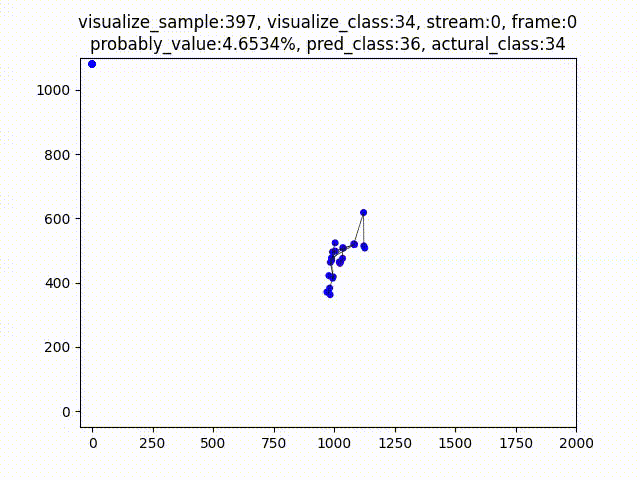 visualize_sample:397, visualize_class:34, stream:0, frame:0
probably_value:4.6534%, pred_class:36, actural_class:34
1000
800
600
400
200
0
0 250 500 750 1000 1250 1500 1750 2000